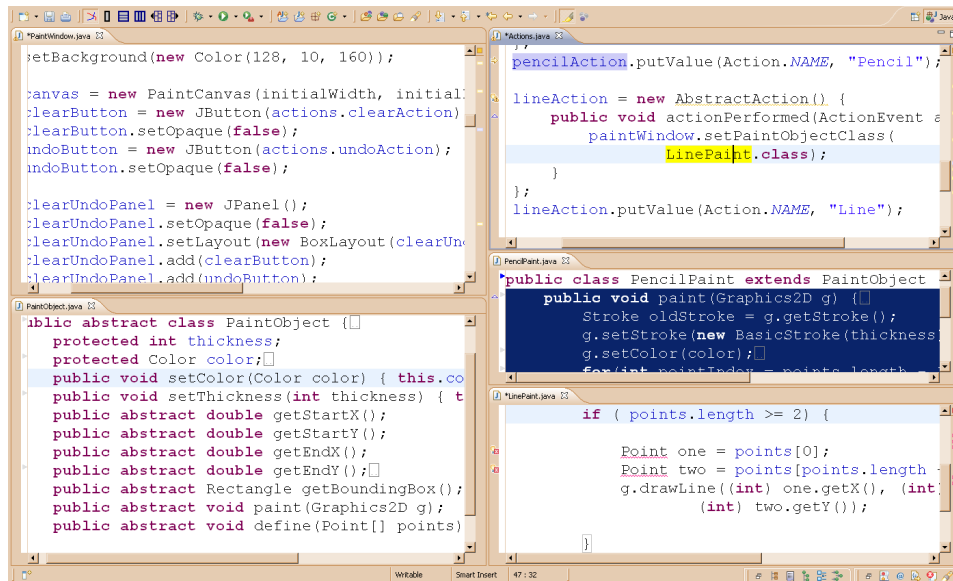 Java
*PaintWindow.java
setBackground(new Color(128, 10, 160));
canvas = new PaintCanvas(initialWidth, initial
clearButton = new JButton(actions.clearAction)
clearButton.setOpaque(false);
undoButton = new JButton(actions.undoAction);
undoButton.setOpaque(false);
clearUndoPanel = new JPanel();
clearUndoPanel.setOpaque(false);
clearUndoPanel.setLayout(new BoxLayout(clearUn
clearUndoPanel.add(clearButton);
clearUndoPanel.add(undoButton);
PaintObject.java
ublic abstract class PaintObject {
protected int thickness;
protected Color color;
public void setColor(Color color) { this.co
public void setThickness(int thickness) { t
public abstract double getStartX();
public abstract double getStartY();
public abstract double getEndX();
public abstract double getEndY();
public abstract Rectangle getBoundingBox();
public abstract void paint(Graphics2D g);
public abstract void define(Point[] points)
*Actions.java
};
pencilAction.putValue(Action.NAME, "Pencil");
lineAction = new AbstractAction() {
public void actionPerformed(ActionEvent a
paintWindow.setPaintObjectClass(
LinePaint.class);
}
};
lineAction.putValue(Action.NAME, "Line");
PencilPaint.java
public class PencilPaint extends PaintObject
public void paint(Graphics2D g) {
Stroke oldStroke = g.getStroke();
g.setStroke(new BasicStroke(thickness
g.setColor(color);
for(int pointIndex = points.length -
*LinePaint.java
if ( points.length >= 2) {
Point one = points[0];
Point two = points[points.length -
g.drawLine((int) one.getX(), (int)
(int) two.getY());
}
Writable
Smart Insert
47 : 32